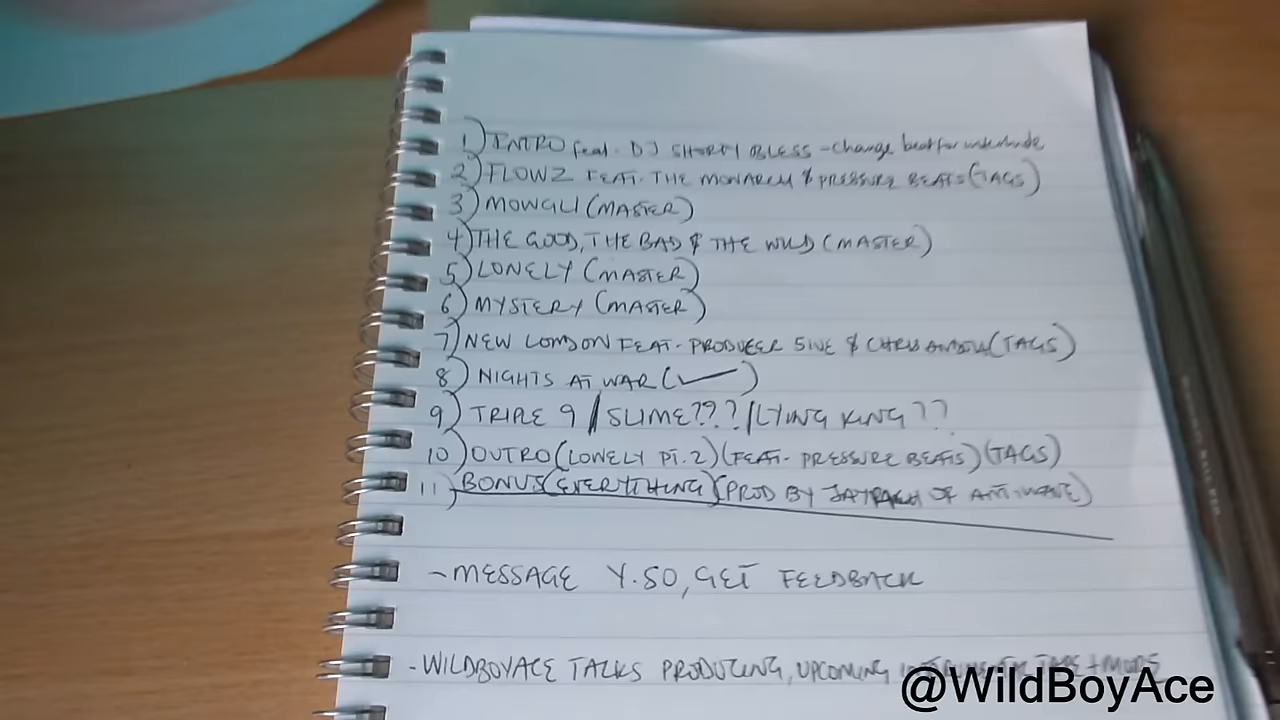 1) INTRO feat. DJ SHORTY BLESS - change beat for interlude
2) FLOWZ FEAT. THE MONARCH & PRESSURE BEATS (TAGS)
3) MOWGLI (MASTER)
4) THE GOOD, THE BAD & THE WILD (MASTER)
5) LONELY (MASTER)
6) MYSTERY (MASTER)
7) NEW LONDON FEAT. PRODUCER 5IVE & CHRIS (TAGS)
8) NIGHTS AT WAR (✓)
9) TRIPLE 9 / SLIME??? / LYING KING??
10) OUTRO (LONELY PT. 2) (FEAT. PRESSURE BEATS) (TAGS)
11) BONUS (EVERYTHING) (PROD BY OF )
- MESSAGE Y.SO, GET FEEDBACK
- WILDBOYACE TALKS PRODUCING, UPCOMING
@WildBoyAce